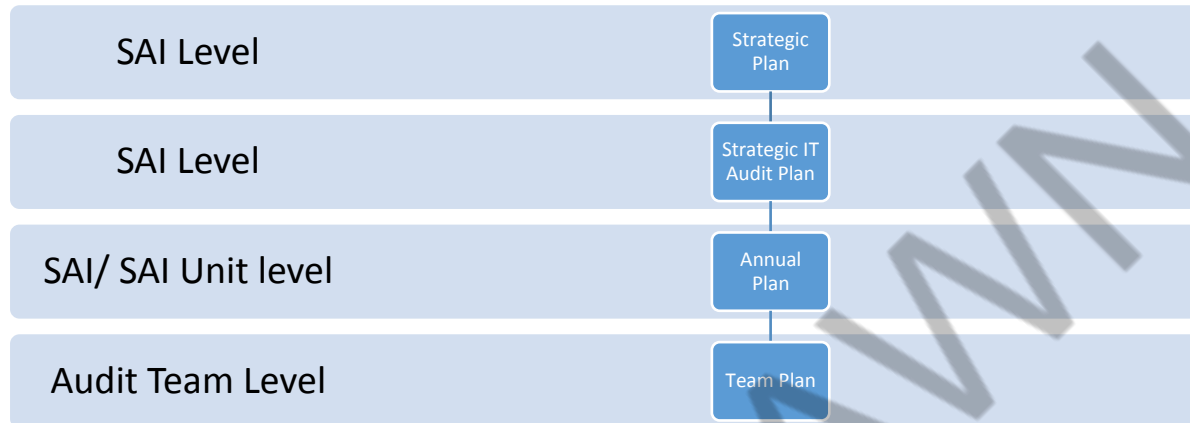 SAI Level
Strategic
Plan
SAI Level
Strategic IT
Audit Plan
SAI/ SAI Unit level
Annual
Plan
Audit Team Level
Team Plan